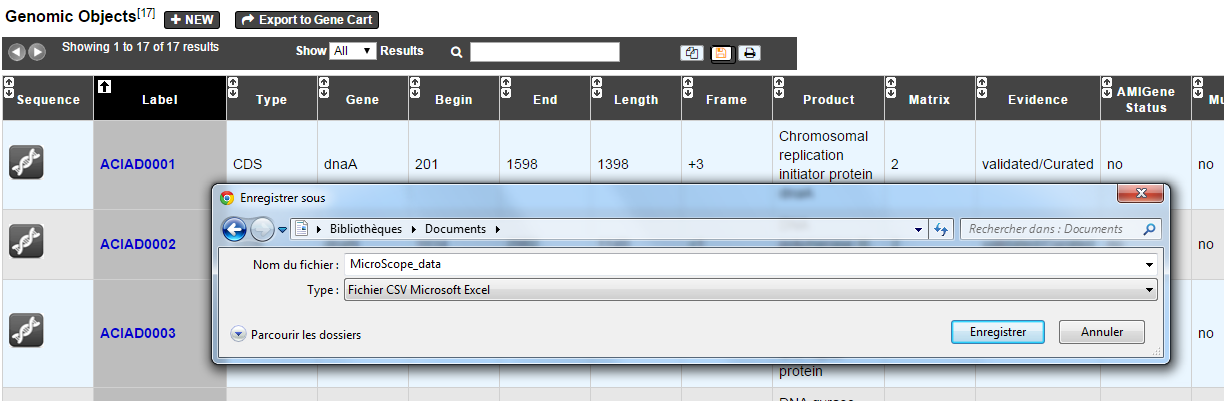 Genomic Objects[17] + NEW Export to Gene Cart
Showing 1 to 17 of 17 results Show All Results
Sequence Label Type Gene Begin End Length Frame Product Matrix Evidence AMIGene Status Mu
Chromosomal
replication
initiator protein
ACIAD0001 CDS dnaA 201 1598 1398 +3 2 validated/Curated no no
Enregistrer sous
Bibliothèques Documents Rechercher dans : Documents
ACIAD0002 no
Nom du fichier : MicroScope_data
Type : Fichier CSV Microsoft Excel
ACIAD0003 no
Parcourir les dossiers Enregistrer Annuler
protein